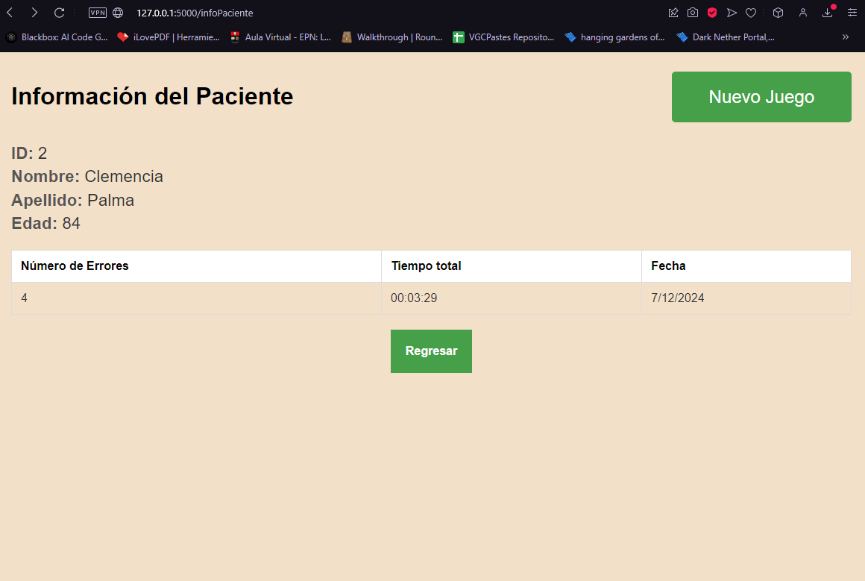 VPN 127.0.0.1:5000/infoPaciente
Blackbox: AI Code G... iLovePDF | Herramie... Aula Virtual - EPN: I... Walkthrough | Roun... VGCPastes Reposito... hanging gardens of... Dark Nether Portal,... »
Información del Paciente
Nuevo Juego
ID: 2
Nombre: Clemencia
Apellido: Palma
Edad: 84
Número de Errores Tiempo total Fecha
4 00:03:29 7/12/2024
Regresar